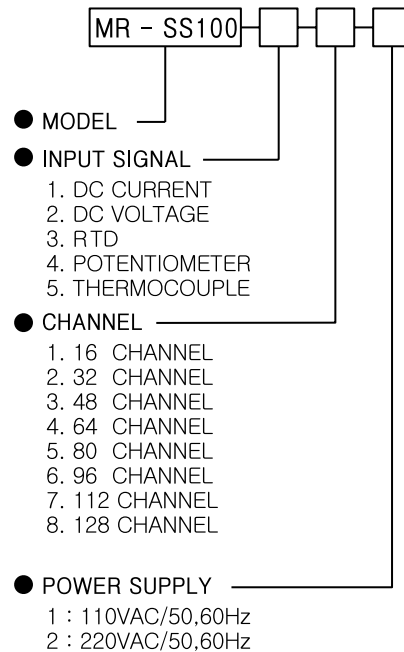 MR - SS100
● MODEL
● INPUT SIGNAL
1. DC CURRENT
2. DC VOLTAGE
3. RTD
4. POTENTIOMETER
5. THERMOCOUPLE
● CHANNEL
1. 16 CHANNEL
2. 32 CHANNEL
3. 48 CHANNEL
4. 64 CHANNEL
5. 80 CHANNEL
6. 96 CHANNEL
7. 112 CHANNEL
8. 128 CHANNEL
● POWER SUPPLY
1 : 110VAC/50,60Hz
2 : 220VAC/50,60Hz